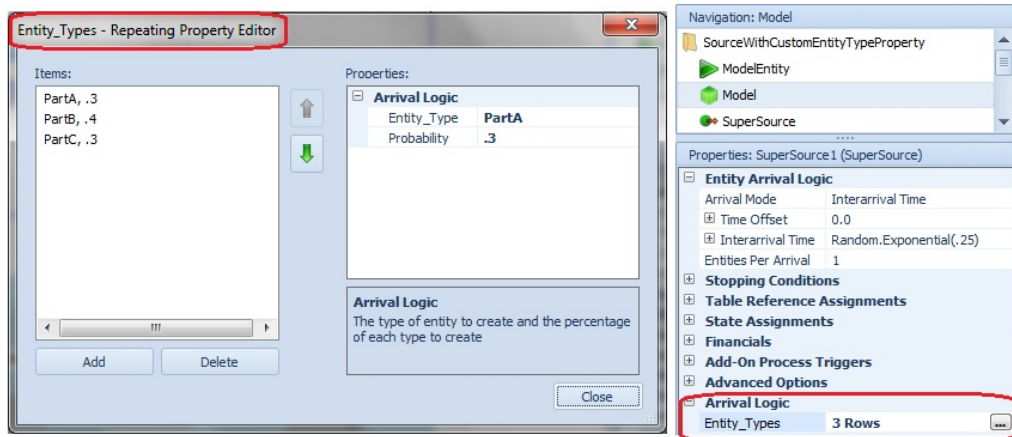 Entity_Types - Repeating Property Editor
Items:
PartA, .3
PartB, .4
PartC, .3
Add
Delete
Properties:
Arrival Logic
Entity_Type PartA
Probability .3
Arrival Logic
The type of entity to create and the percentage
of each type to create
Close
Navigation: Model
SourceWithCustomEntityTypeProperty
ModelEntity
Model
SuperSource
Properties: SuperSource1 (SuperSource)
Entity Arrival Logic
Arrival Mode Interarrival Time
Time Offset 0.0
Interarrival Time Random.Exponential(.25)
Entities Per Arrival 1
Stopping Conditions
Table Reference Assignments
State Assignments
Financials
Add-On Process Triggers
Advanced Options
Arrival Logic
Entity_Types 3 Rows ...